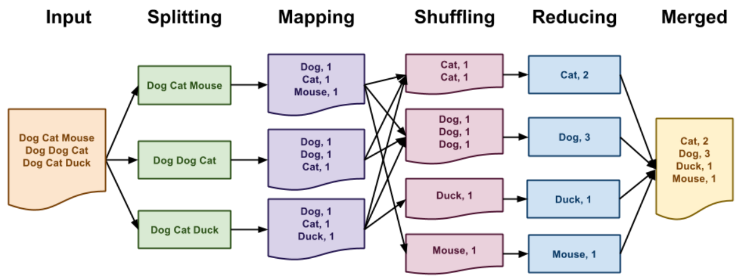 Input
Splitting
Mapping
Shuffling
Reducing
Merged
Dog Cat Mouse
Dog Dog Cat
Dog Cat Duck
Dog Cat Mouse
Dog Dog Cat
Dog Cat Duck
Dog, 1
Cat, 1
Mouse, 1
Dog, 1
Dog, 1
Cat, 1
Dog, 1
Cat, 1
Duck, 1
Cat, 1
Cat, 1
Dog, 1
Dog, 1
Dog, 1
Duck, 1
Mouse, 1
Cat, 2
Dog, 3
Duck, 1
Mouse, 1
Cat, 2
Dog, 3
Duck, 1
Mouse, 1